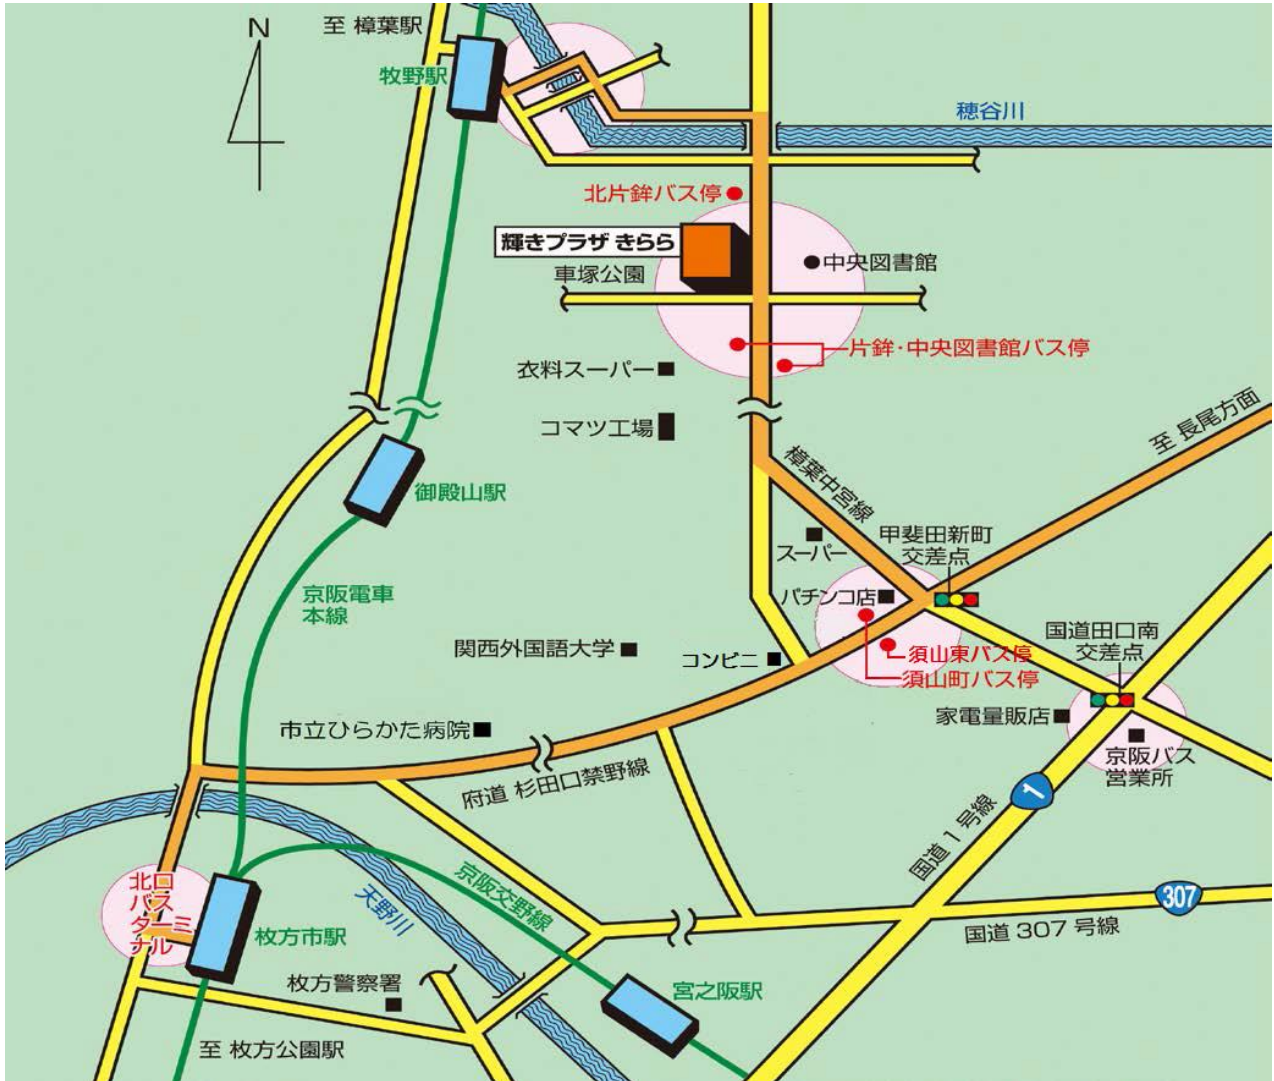 N
至 樟葉駅
牧野駅
穂谷川
北片鉾バス停
輝きプラザ きらら
車塚公園
中央図書館
片鉾・中央図書館バス停
衣料スーパー
コマツ工場
至 長尾方面
樟葉中宮線
御殿山駅
甲斐田新町
交差点
スーパー
京阪電車
本線
パチンコ店
国道田口南
交差点
関西外国語大学
コンビニ
須山東バス停
須山町バス停
家電量販店
市立ひらかた病院
京阪バス
営業所
府道 杉田口禁野線
1
国道 1 号線
北口
バス
ターミ
ナル
天野川
京阪交野線
307
国道 307 号線
枚方市駅
枚方警察署
宮之阪駅
至 枚方公園駅